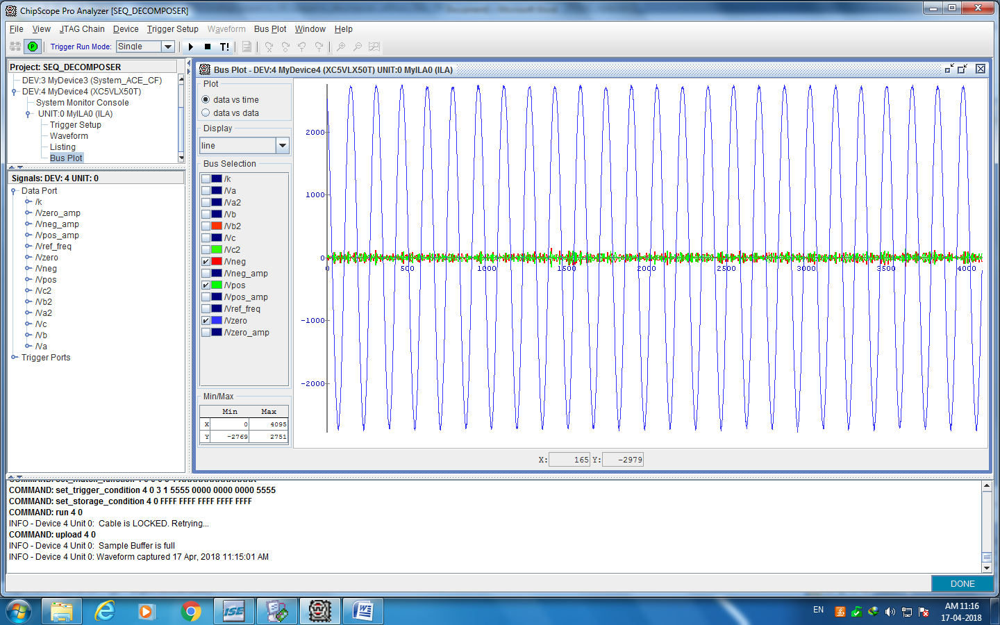 ChipScope Pro Analyzer [SEQ_DECOMPOSER]
File View JTAG Chain Device Trigger Setup Waveform Bus Plot Window Help
Trigger Run Mode: Single T!
Project: SEQ_DECOMPOSER
DEV:3 MyDevice3 (System_ACE_CF)
DEV:4 MyDevice4 (XC5VLX50T)
System Monitor Console
UNIT:0 MyILA0 (ILA)
Trigger Setup
Waveform
Listing
Bus Plot
Signals: DEV: 4 UNIT: 0
Data Port
/k
/Vzero_amp
/Vneg_amp
/Vpos_amp
/Vref_freq
/Vzero
/Vneg
/Vpos
/Vc2
/Vb2
/Va2
/Vc
/Vb
/Va
Trigger Ports
Bus Plot - DEV:4 MyDevice4 (XC5VLX50T) UNIT:0 MyILA0 (ILA)
Plot
data vs time
data vs data
Display
line
Bus Selection
/k
/Va
/Va2
/Vb
/Vb2
/Vc
/Vc2
/Vneg
/Vneg_amp
/Vpos
/Vpos_amp
/Vref_freq
/Vzero
/Vzero_amp
Min/Max
Min Max
X 0 4095
Y -2769 2751
2000
1000
0
-1000
-2000
0 500 1000 1500 2000 2500 3000 3500 4000
X: 165 Y: -2979
COMMAND: set_trigger_condition 4 0 3 1 5555 0000 0000 0000 5555
COMMAND: set_storage_condition 4 0 FFFF FFFF FFFF FFFF FFFF
COMMAND: run 4 0
INFO - Device 4 Unit 0: Cable is LOCKED. Retrying...
COMMAND: upload 4 0
INFO - Device 4 Unit 0: Sample Buffer is full
INFO - Device 4 Unit 0: Waveform captured 17 Apr, 2018 11:15:01 AM
DONE
ISE
EN
AM 11:16
17-04-2018